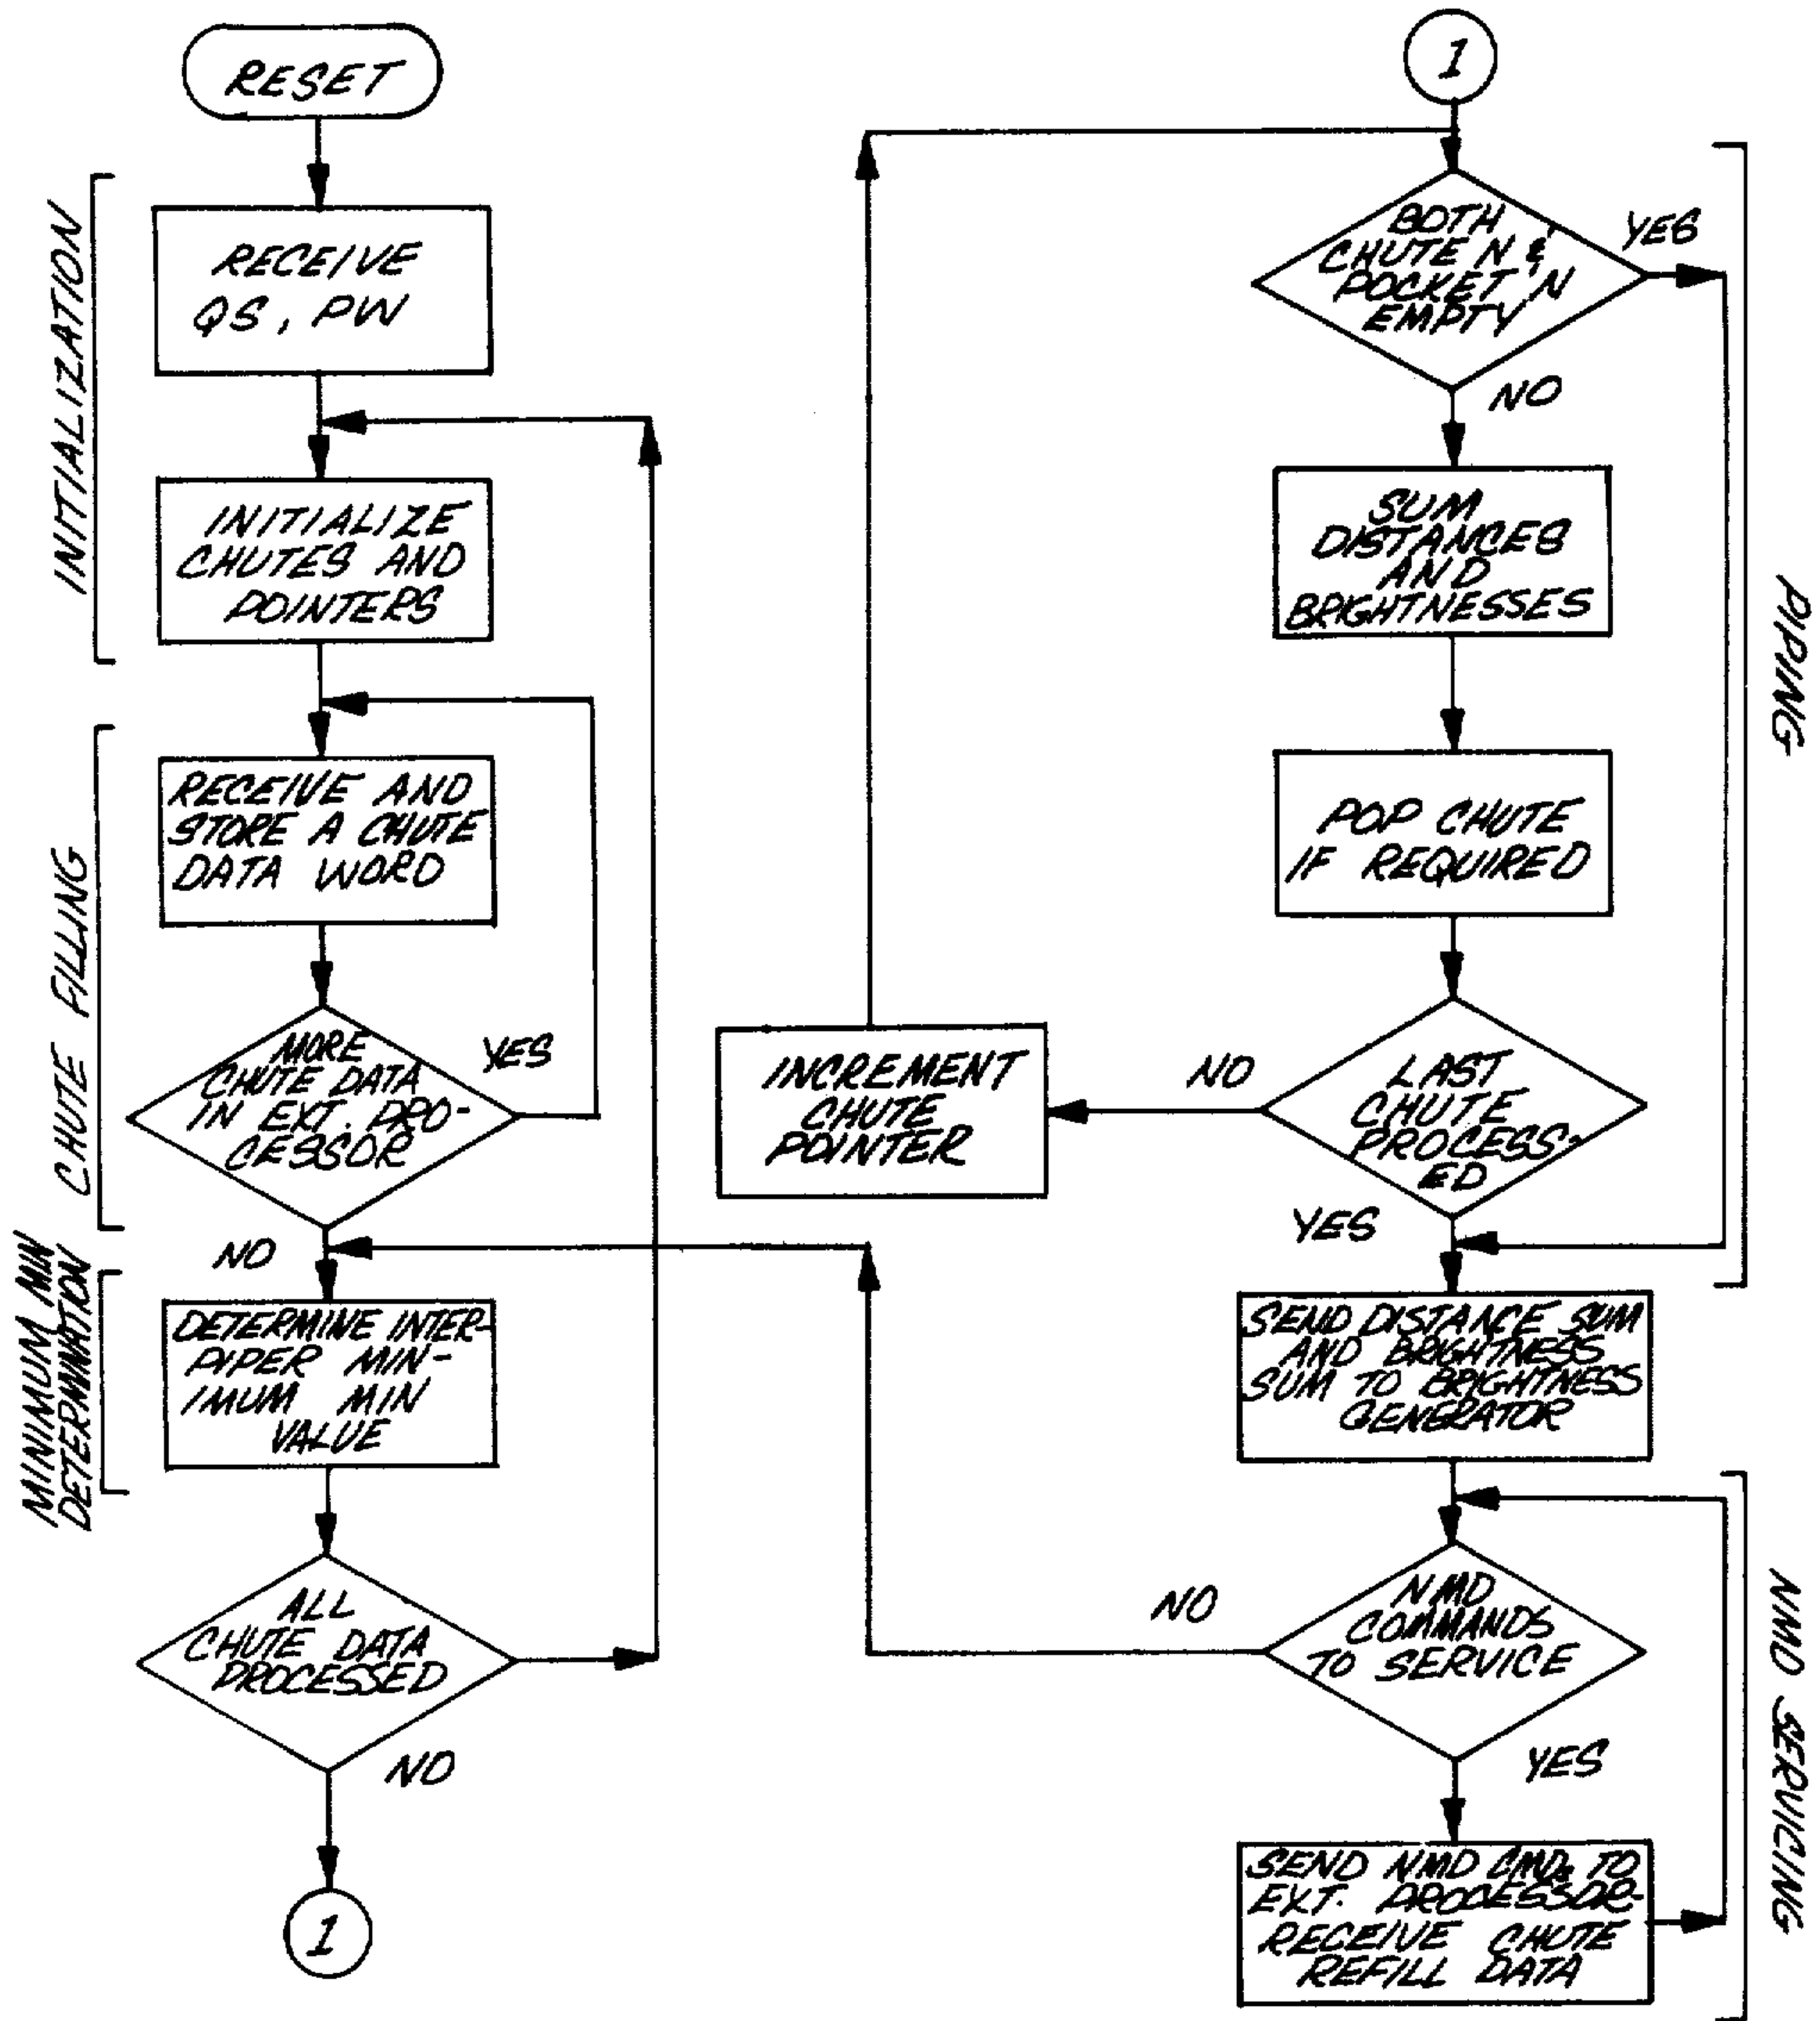 RESET
INITIALIZATION
RECEIVE
QS, PW
INITIALIZE
CHUTES AND
POINTERS
CHUTE FILLING
RECEIVE AND
STORE A CHUTE
DATA WORD
MORE
CHUTE DATA
IN EXT. PRO-
CESSOR
YES
NO
MINIMUM MIN
DETERMINATION
DETERMINE INTER-
PIPER MIN-
IMUM MIN
VALUE
ALL
CHUTE DATA
PROCESSED
NO
1
1
PIPING
BOTH
CHUTE N &
POCKET N
EMPTY
YES
NO
SUM
DISTANCES
AND
BRIGHTNESSES
POP CHUTE
IF REQUIRED
LAST
CHUTE
PROCESS-
ED
NO
INCREMENT
CHUTE
POINTER
YES
SEND DISTANCE SUM
AND BRIGHTNESS
SUM TO BRIGHTNESS
GENERATOR
NMD SERVICING
NMD
COMMANDS
TO SERVICE
NO
YES
SEND NMD CMDs TO
EXT. PROCESSOR-
RECEIVE CHUTE
REFILL DATA